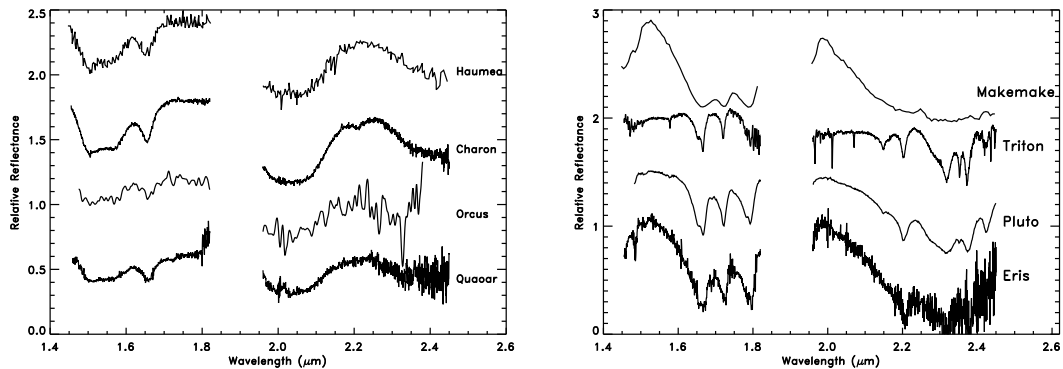 2.5
2.0
1.5
1.0
0.5
0.0
Relative Reflectance
Haumea
Charon
Orcus
Quaoar
1.4 1.6 1.8 2.0 2.2 2.4 2.6
Wavelength (μm)
3
2
1
0
Relative Reflectance
Makemake
Triton
Pluto
Eris
1.4 1.6 1.8 2.0 2.2 2.4 2.6
Wavelength (μm)